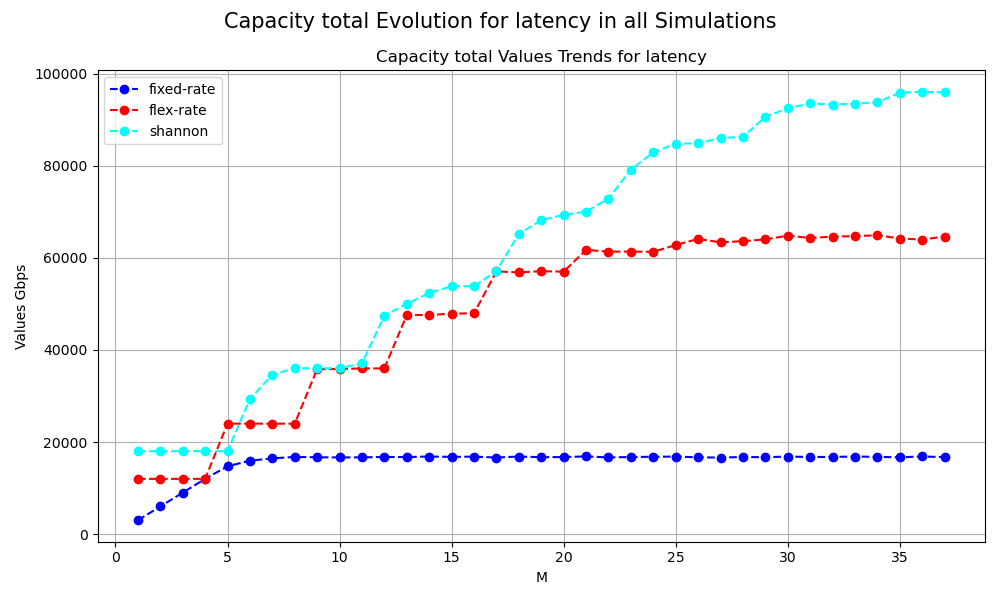 Capacity total Evolution for latency in all Simulations
Capacity total Values Trends for latency
100000
80000
60000
40000
20000
0
Values Gbps
fixed-rate
flex-rate
shannon
0 5 10 15 20 25 30 35
M